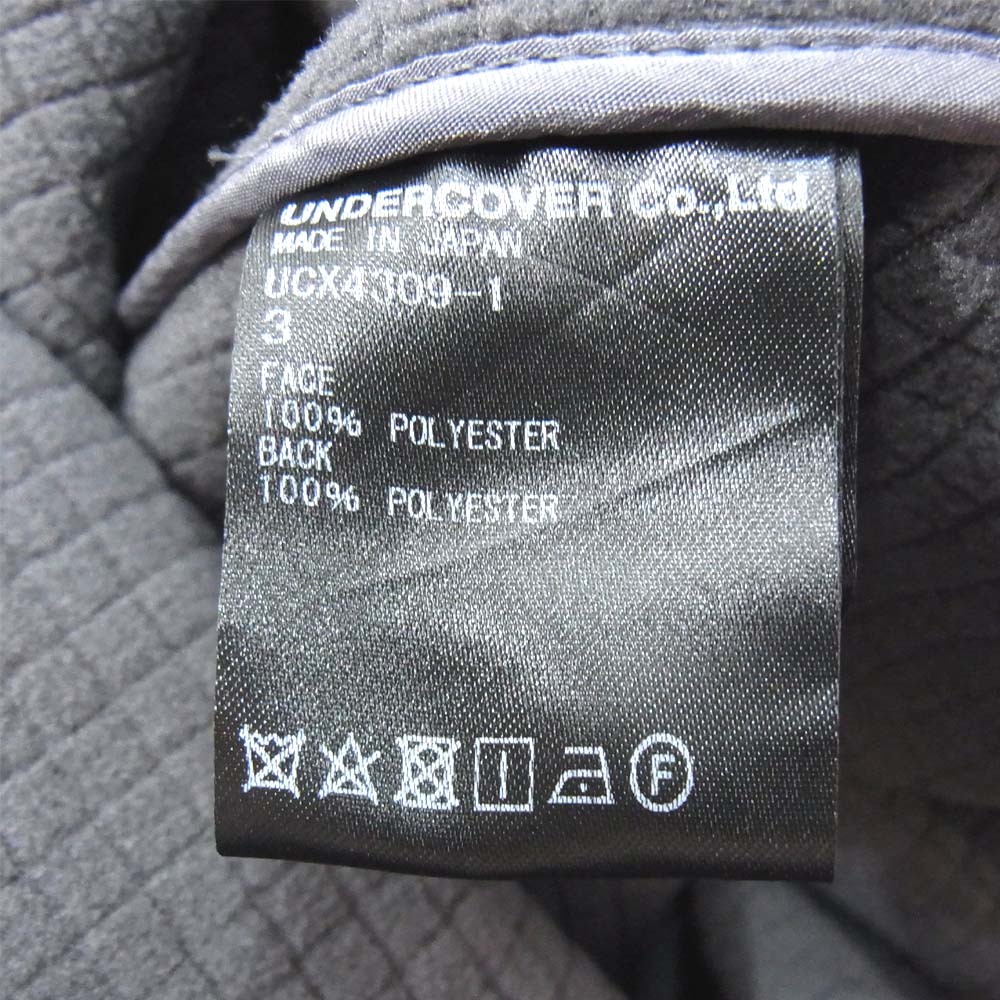 UNDERCOVER Co.,Ltd
MADE IN JAPAN
UCX4309-1
3
FACE
100% POLYESTER
BACK
100% POLYESTER
F